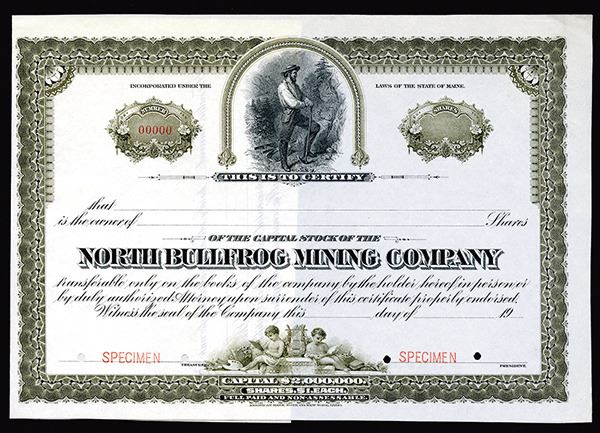 INCORPORATED UNDER THE LAWS OF THE STATE OF MAINE.
NUMBER SHARES
00000
THIS IS TO CERTIFY
that
is the owner of Shares
OF THE CAPITAL STOCK OF THE
NORTH BULLFROG MINING COMPANY
transferable only on the books of the company by the holder hereof in person or
by duly authorized Attorney upon surrender of this certificate properly endorsed.
Witness the seal of the Company this day of 19
SPECIMEN TREASURER SPECIMEN PRESIDENT.
CAPITAL $2,000,000.
SHARES, $1. EACH.
FULL PAID AND NON-ASSESSABLE.